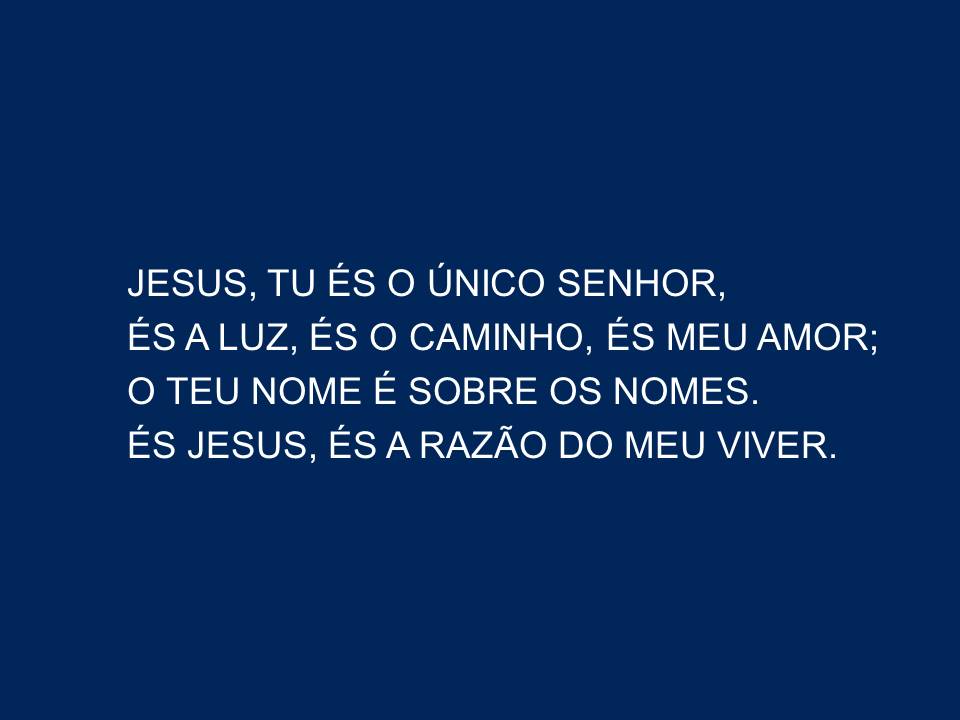 JESUS, TU ÉS O ÚNICO SENHOR,
ÉS A LUZ, ÉS O CAMINHO, ÉS MEU AMOR;
O TEU NOME É SOBRE OS NOMES.
ÉS JESUS, ÉS A RAZÃO DO MEU VIVER.